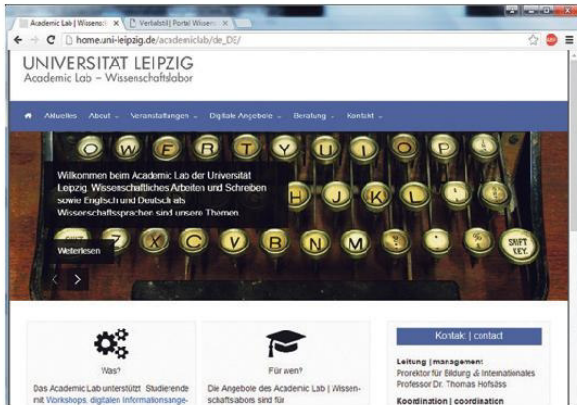 Academic Lab | Wissens
Verbalstil | Portal Wissen
home.uni-leipzig.de/academiclab/de_DE/
UNIVERSITÄT LEIPZIG
Academic Lab – Wissenschaftslabor
Aktuelles About Veranstaltungen Digitale Angebote Beratung Kontakt
Q W E R T Y U I O P
Willkommen beim Academic Lab der Universität
Leipzig. Wissenschaftliches Arbeiten und Schreiben
sowie Englisch und Deutsch als
Wissenschaftssprachen sind unsere Themen.
H J K L
Z X C V B N M
SHIFT
KEY.
Weiterlesen
Was?
Das Academic Lab unterstützt Studierende
mit Workshops, digitalen Informationsange-
Für wen?
Die Angebote des Academic Lab | Wissen-
schaftslabors sind für
Kontakt | contact
Leitung | management
Prorektor für Bildung & Internationales
Professor Dr. Thomas Hofsäss
Koordination | coordination